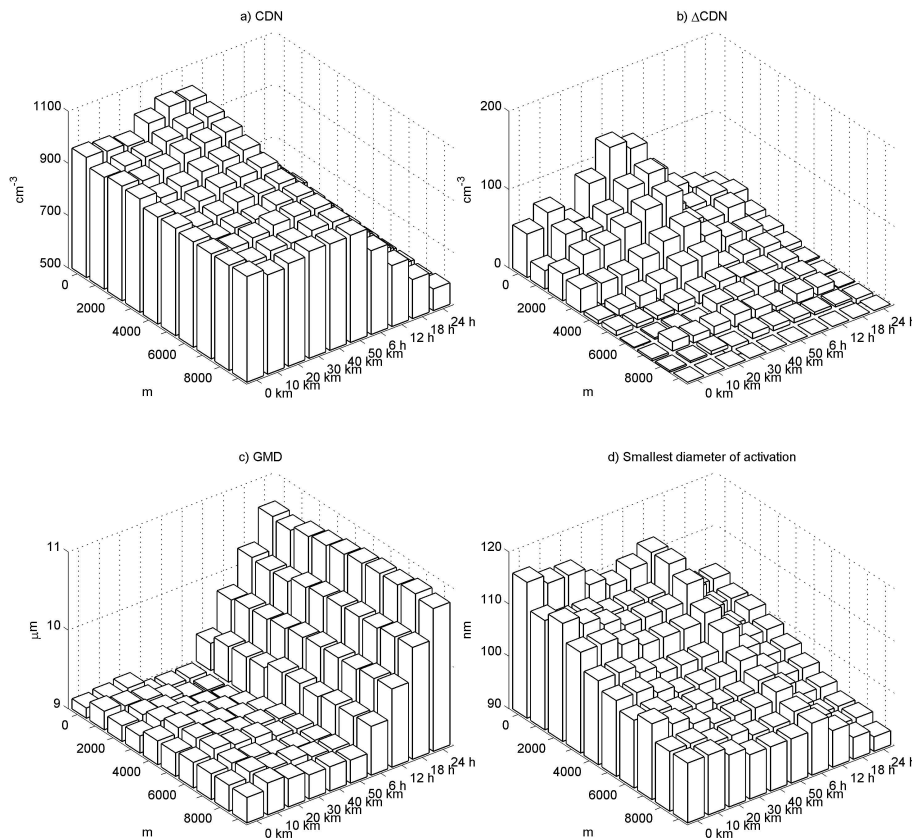 a) CDN
1100
900
700
500
cm-3
0
2000
4000
6000
8000
m
0 km
10 km
20 km
30 km
40 km
50 km
6 h
12 h
18 h
24 h
b) ΔCDN
200
100
0
cm-3
0
2000
4000
6000
8000
m
0 km
10 km
20 km
30 km
40 km
50 km
6 h
12 h
18 h
24 h
c) GMD
11
10
9
μm
0
2000
4000
6000
8000
m
0 km
10 km
20 km
30 km
40 km
50 km
6 h
12 h
18 h
24 h
d) Smallest diameter of activation
120
110
100
90
nm
0
2000
4000
6000
8000
m
0 km
10 km
20 km
30 km
40 km
50 km
6 h
12 h
18 h
24 h